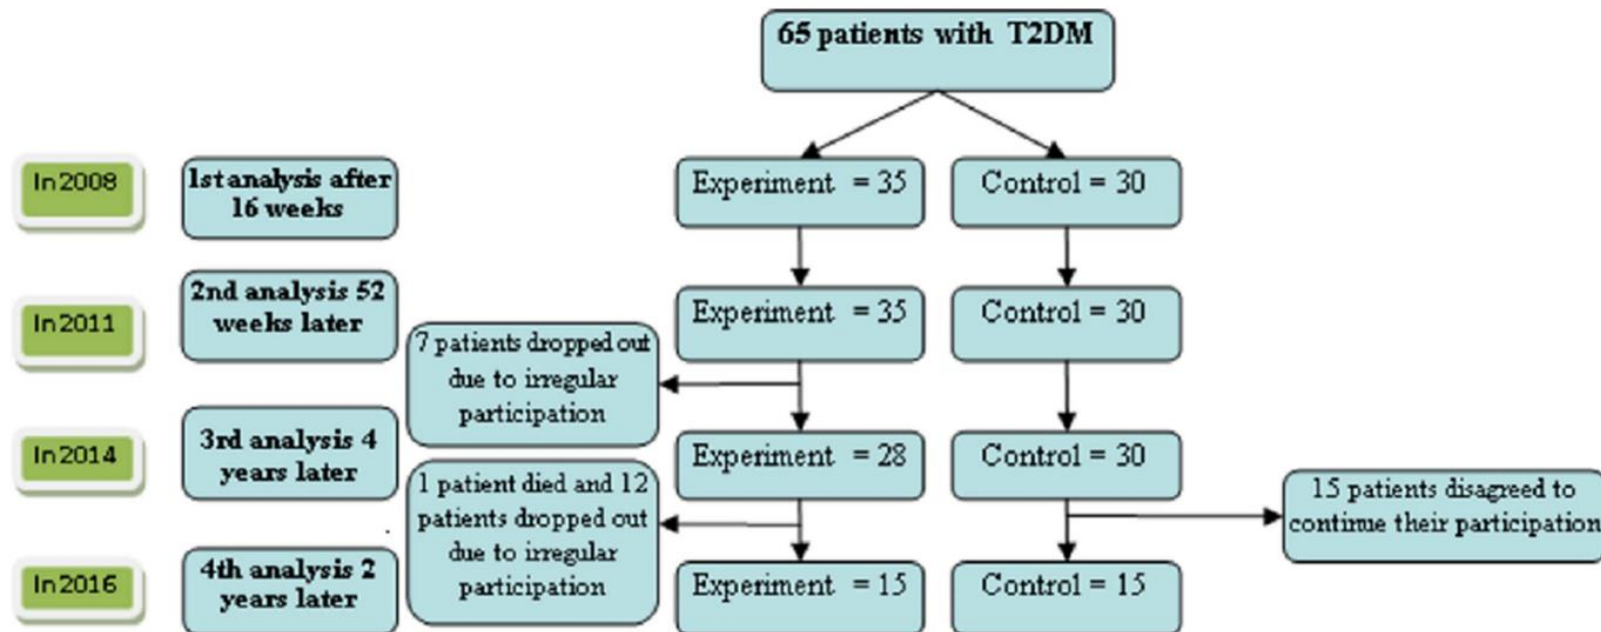 65 patients with T2DM
In 2008
1st analysis after
16 weeks
Experiment = 35
Control = 30
In 2011
2nd analysis 52
weeks later
Experiment = 35
Control = 30
7 patients dropped out
due to irregular
participation
In 2014
3rd analysis 4
years later
Experiment = 28
Control = 30
1 patient died and 12
patients dropped out
due to irregular
participation
15 patients disagreed to
continue their participation
In 2016
4th analysis 2
years later
Experiment = 15
Control = 15